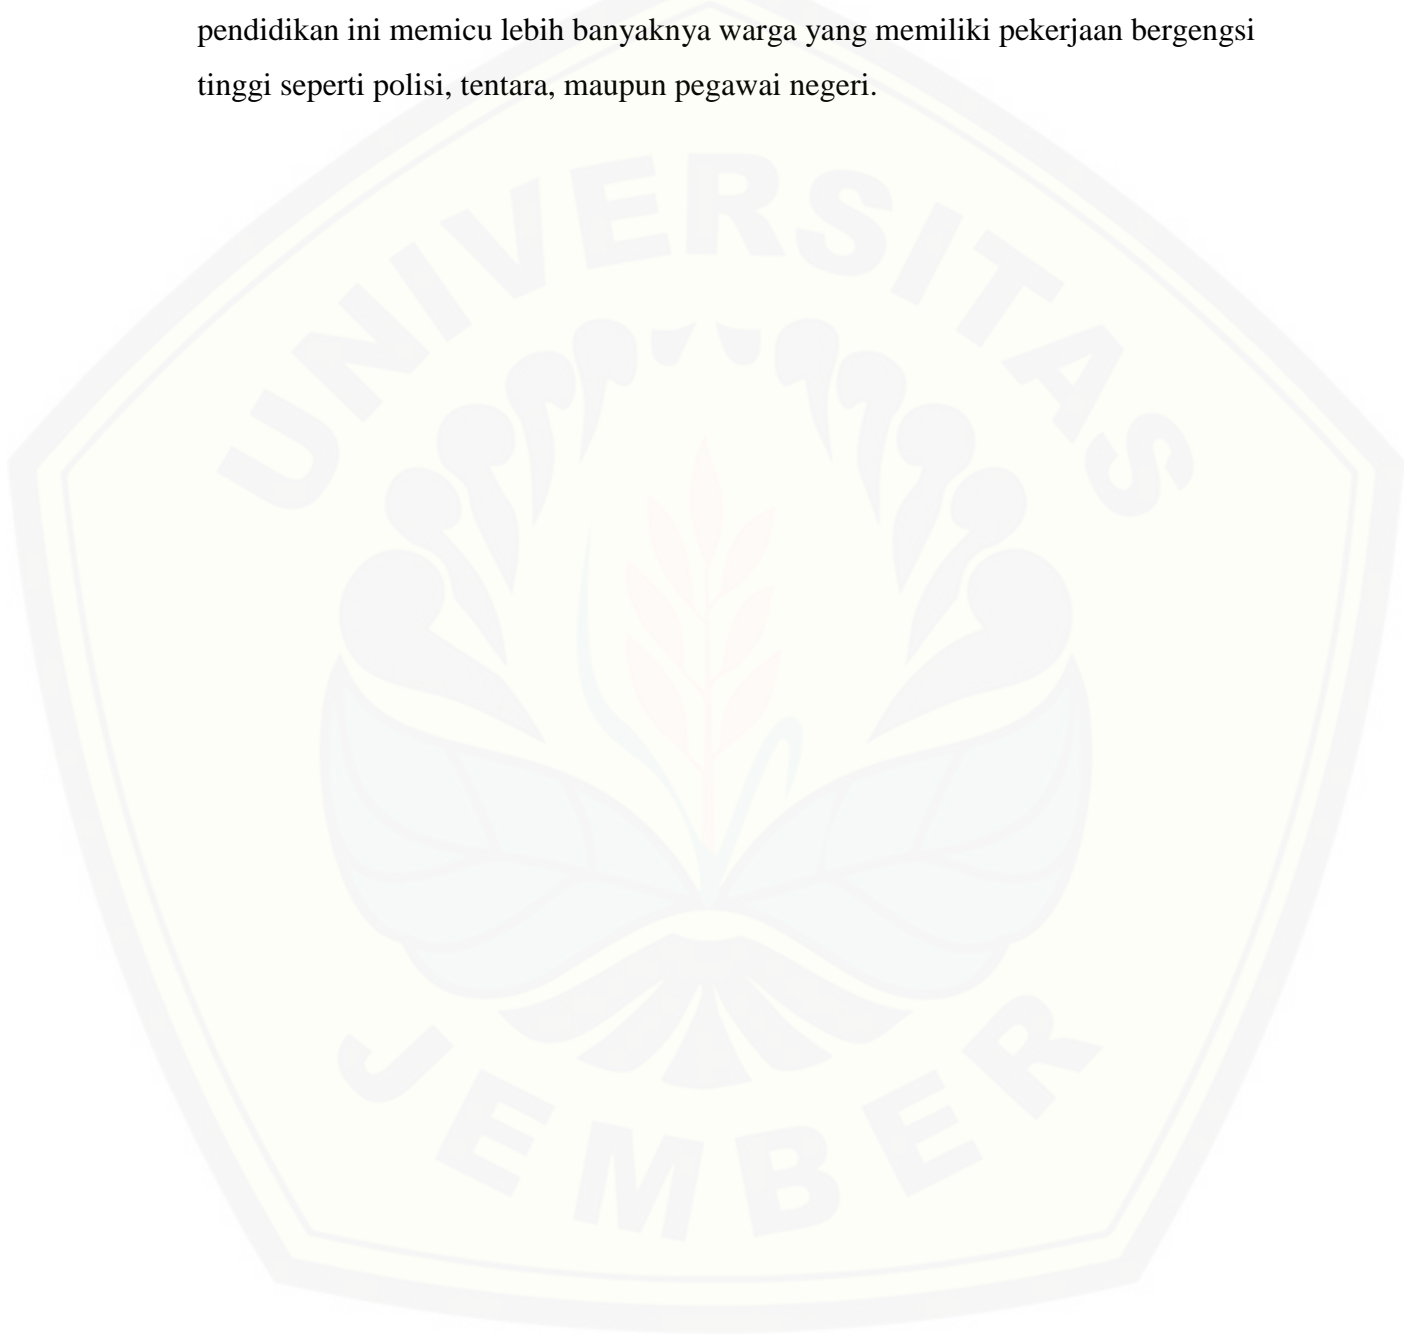 pendidikan ini memicu lebih banyaknya warga yang memiliki pekerjaan bergengsi
tinggi seperti polisi, tentara, maupun pegawai negeri.
UNIVERSITAS
JEMBER